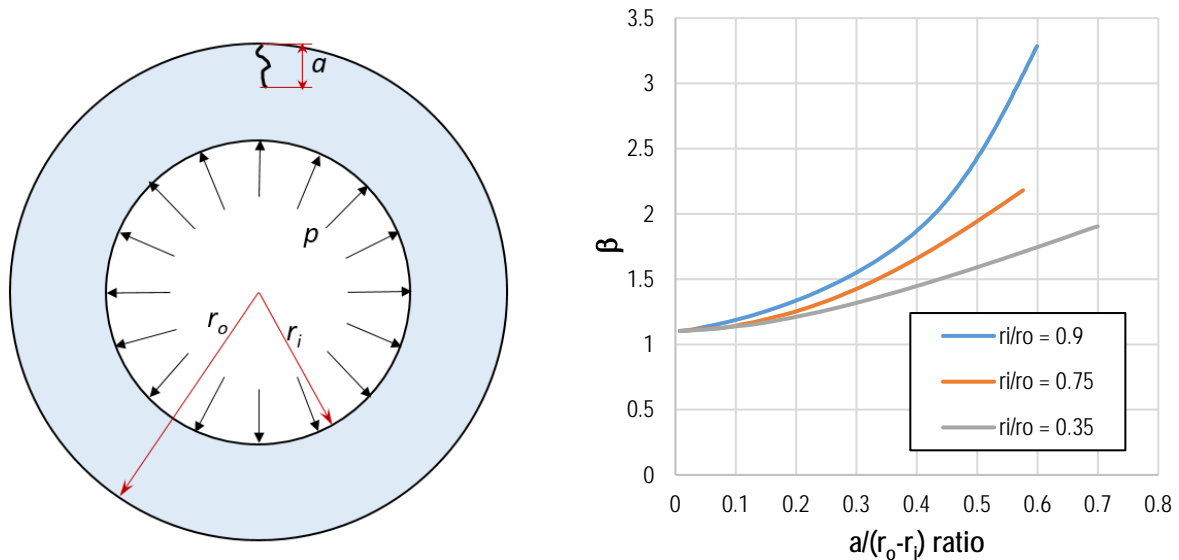 a
p
r_o
r_i
3.5
3
2.5
2
1.5
1
0.5
0
0 0.1 0.2 0.3 0.4 0.5 0.6 0.7 0.8
β
a/(r_o-r_i) ratio
ri/ro = 0.9
ri/ro = 0.75
ri/ro = 0.35